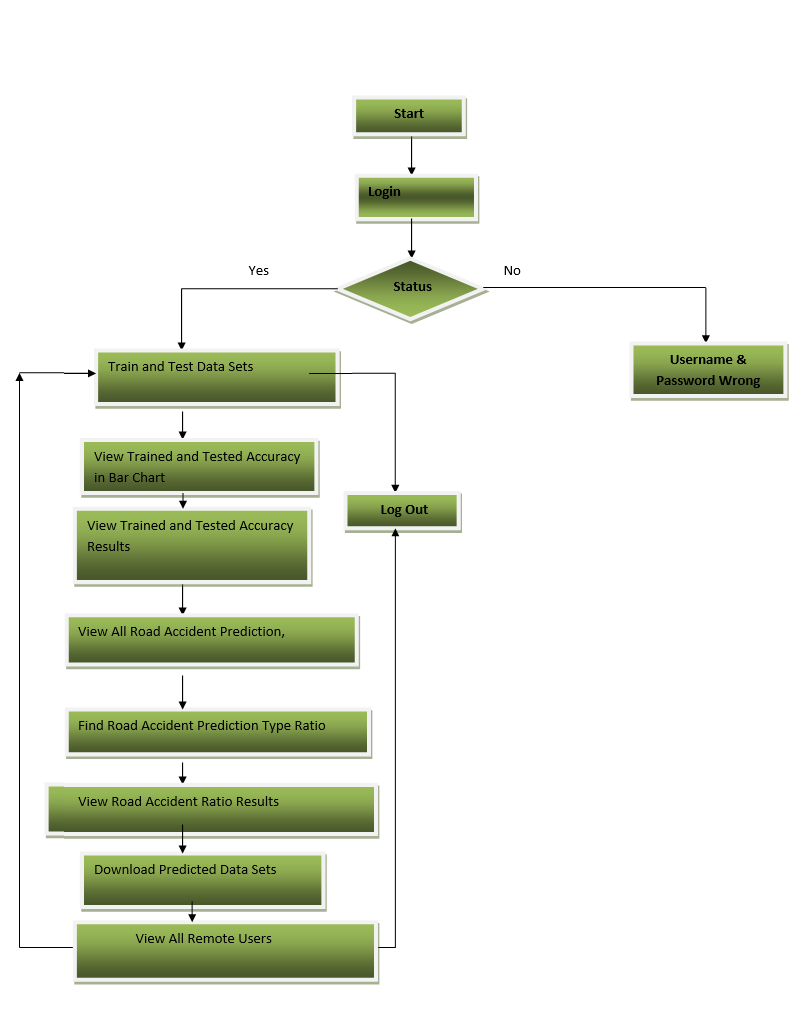 Start
Login
Yes
No
Status
Train and Test Data Sets
Username &
Password Wrong
View Trained and Tested Accuracy
in Bar Chart
Log Out
View Trained and Tested Accuracy
Results
View All Road Accident Prediction,
Find Road Accident Prediction Type Ratio
View Road Accident Ratio Results
Download Predicted Data Sets
View All Remote Users